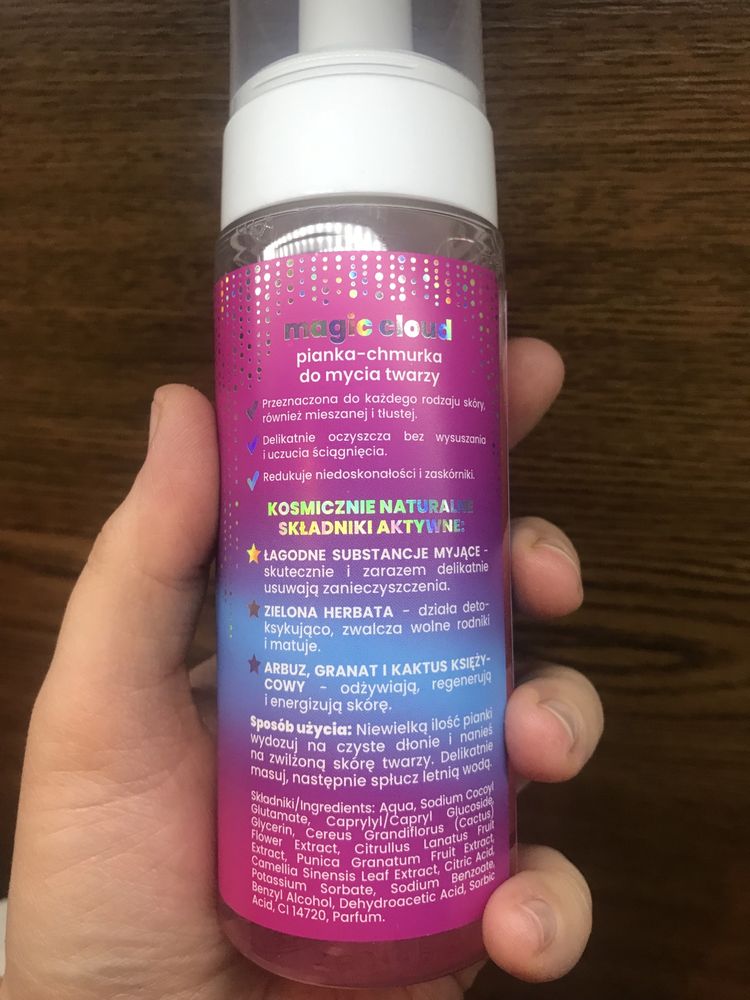 magic cloud
pianka-chmurka
do mycia twarzy
Przeznaczona do każdego rodzaju skóry,
również mieszanej i tłustej.
Delikatnie oczyszcza bez wysuszania
i uczucia ściągnięcia.
Redukuje niedoskonałości i zaskórniki.
KOSMICZNIE NATURALNE
SKŁADNIKI AKTYWNE:
ŁAGODNE SUBSTANCJE MYJĄCE -
skutecznie i zarazem delikatnie
usuwają zanieczyszczenia.
ZIELONA HERBATA - działa deto-
ksykująco, zwalcza wolne rodniki
i matuje.
ARBUZ, GRANAT I KAKTUS KSIĘŻY-
COWY - odżywiają, regenerują
i energizują skórę.
Sposób użycia: Niewielką ilość pianki
wydozuj na czyste dłonie i nanieś
na zwilżoną skórę twarzy. Delikatnie
masuj, następnie spłucz letnią wodą.
Składniki/Ingredients: Aqua, Sodium Cocoyl
Glutamate, Caprylyl/Capryl Glucoside,
Glycerin, Cereus Grandiflorus (Cactus)
Flower Extract, Citrullus Lanatus Fruit
Extract, Punica Granatum Fruit Extract,
Camellia Sinensis Leaf Extract, Citric Acid,
Potassium Sorbate, Sodium Benzoate,
Benzyl Alcohol, Dehydroacetic Acid, Sorbic
Acid, CI 14720, Parfum.